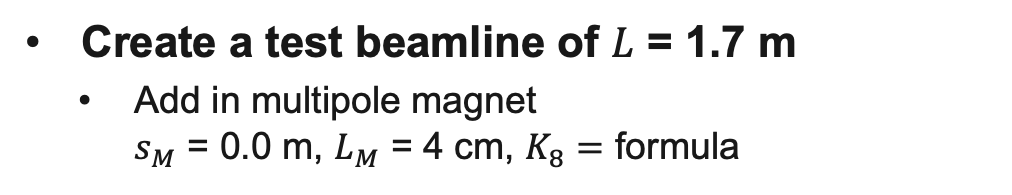 • Create a test beamline of L = 1.7 m
• Add in multipole magnet
s_M = 0.0 m, L_M = 4 cm, K_8 = formula